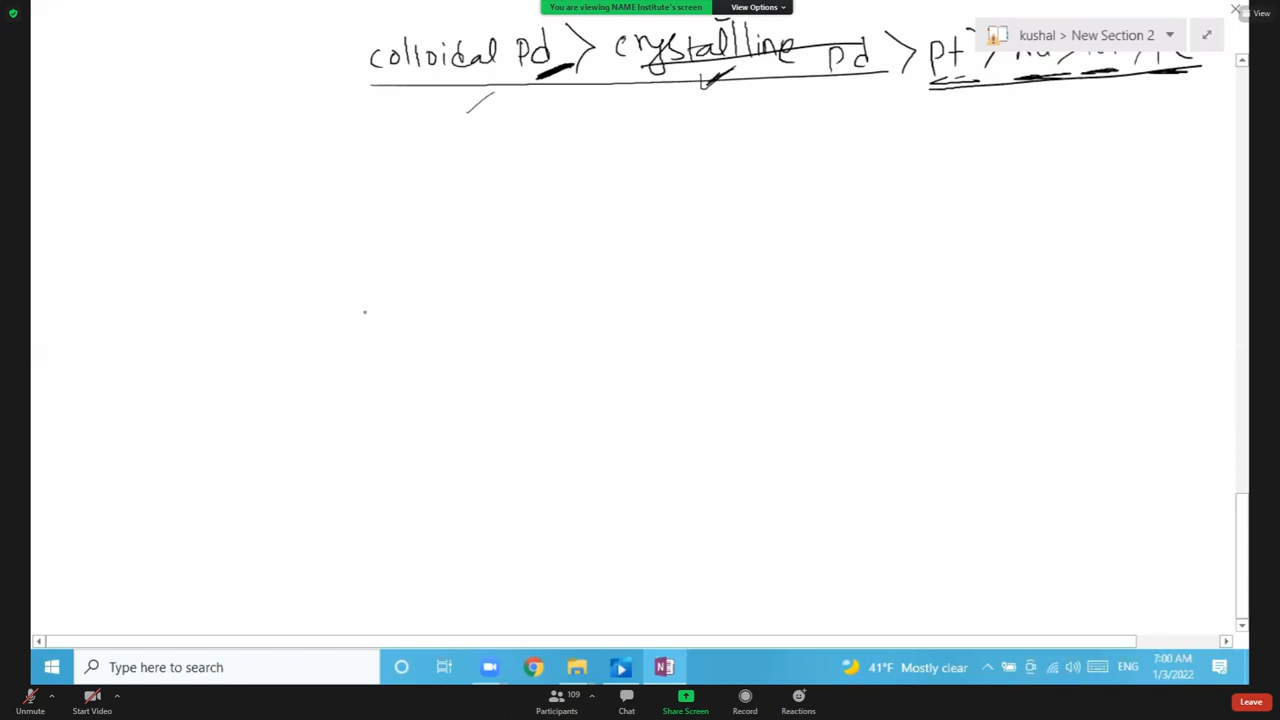 You are viewing NAME Institute's screen
View Options
View
kushal > New Section 2
colloidal Pd > crystalline Pd > pt >
Type here to search
41°F Mostly clear
ENG
7:00 AM
1/3/2022
Unmute
Start Video
Participants
109
Chat
Share Screen
Record
Reactions
Leave